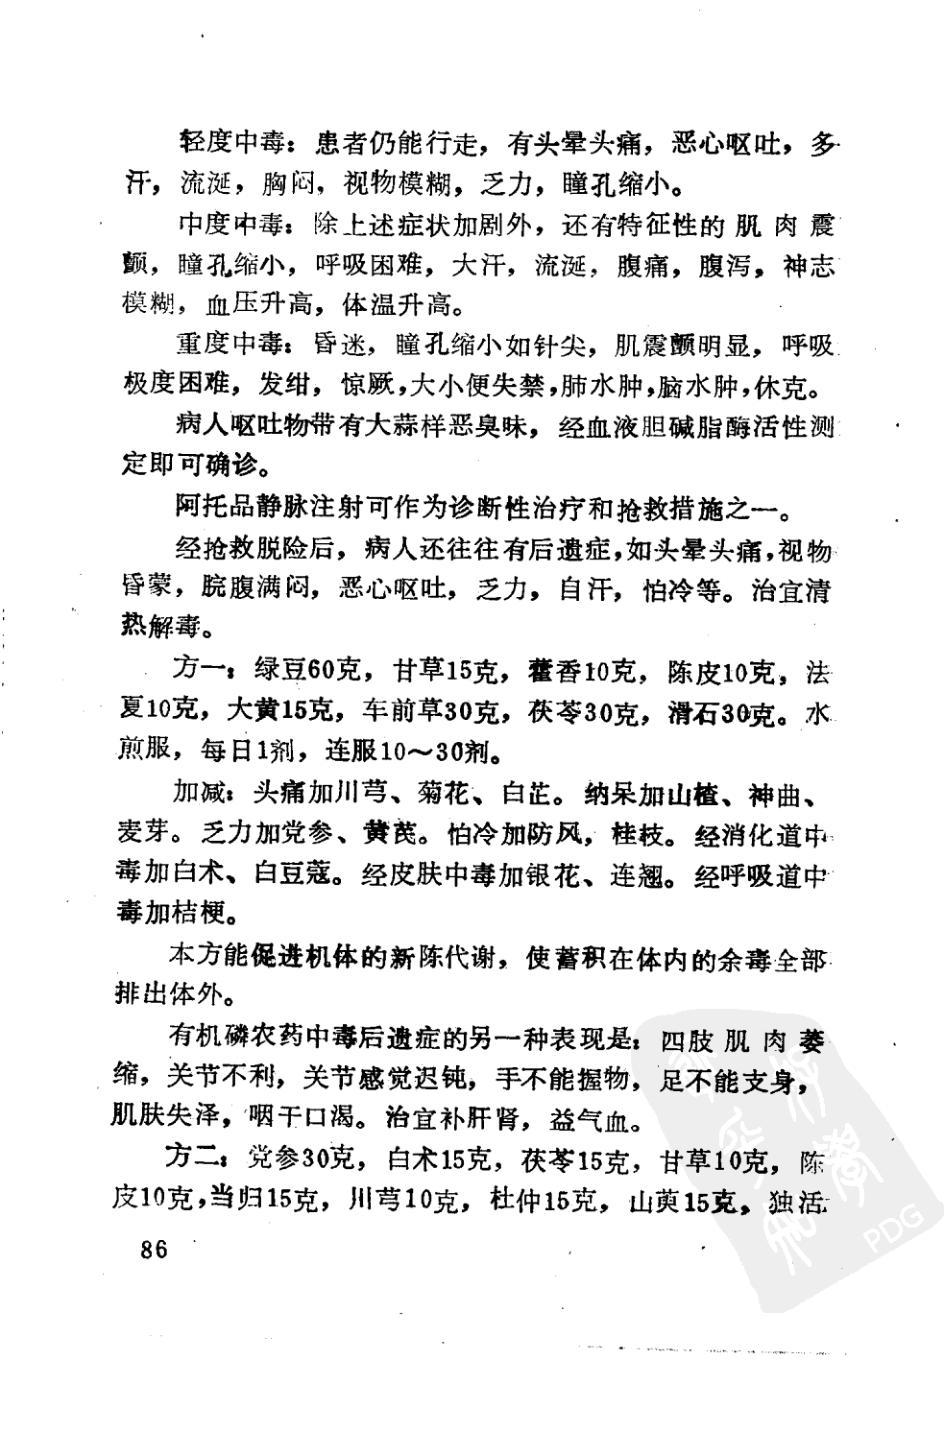 轻度中毒：患者仍能行走，有头晕头痛，恶心呕吐，多
汗，流涎，胸闷，视物模糊，乏力，瞳孔缩小。
中度中毒：除上述症状加剧外，还有特征性的肌肉震
颤，瞳孔缩小，呼吸困难，大汗，流涎，腹痛，腹泻，神志
模糊，血压升高，体温升高。
重度中毒：昏迷，瞳孔缩小如针尖，肌震颤明显，呼吸
极度困难，发绀，惊厥，大小便失禁，肺水肿，脑水肿，休克。
病人呕吐物带有大蒜样恶臭味，经血液胆碱脂酶活性测
定即可确诊。
阿托品静脉注射可作为诊断性治疗和抢救措施之一。
经抢救脱险后，病人还往往有后遗症，如头晕头痛，视物
昏蒙，脘腹满闷，恶心呕吐，乏力，自汗，怕冷等。治宜清
热解毒。
方一：绿豆60克，甘草15克，藿香10克，陈皮10克，法
夏10克，大黄15克，车前草30克，茯苓30克，滑石30克。水
煎服，每日1剂，连服10～30剂。
加减：头痛加川芎、菊花、白芷。纳呆加山楂、神曲、
麦芽。乏力加党参、黄芪。怕冷加防风，桂枝。经消化道中
毒加白术、白豆蔻。经皮肤中毒加银花、连翘。经呼吸道中
毒加桔梗。
本方能促进机体的新陈代谢，使蓄积在体内的余毒全部
排出体外。
有机磷农药中毒后遗症的另一种表现是：四肢肌肉萎
缩，关节不利，关节感觉迟钝，手不能握物，足不能支身，
肌肤失泽，咽干口渴。治宜补肝肾，益气血。
方二：党参30克，白术15克，茯苓15克，甘草10克，陈
皮10克，当归15克，川芎10克，杜仲15克，山萸15克，独活
86
PDG